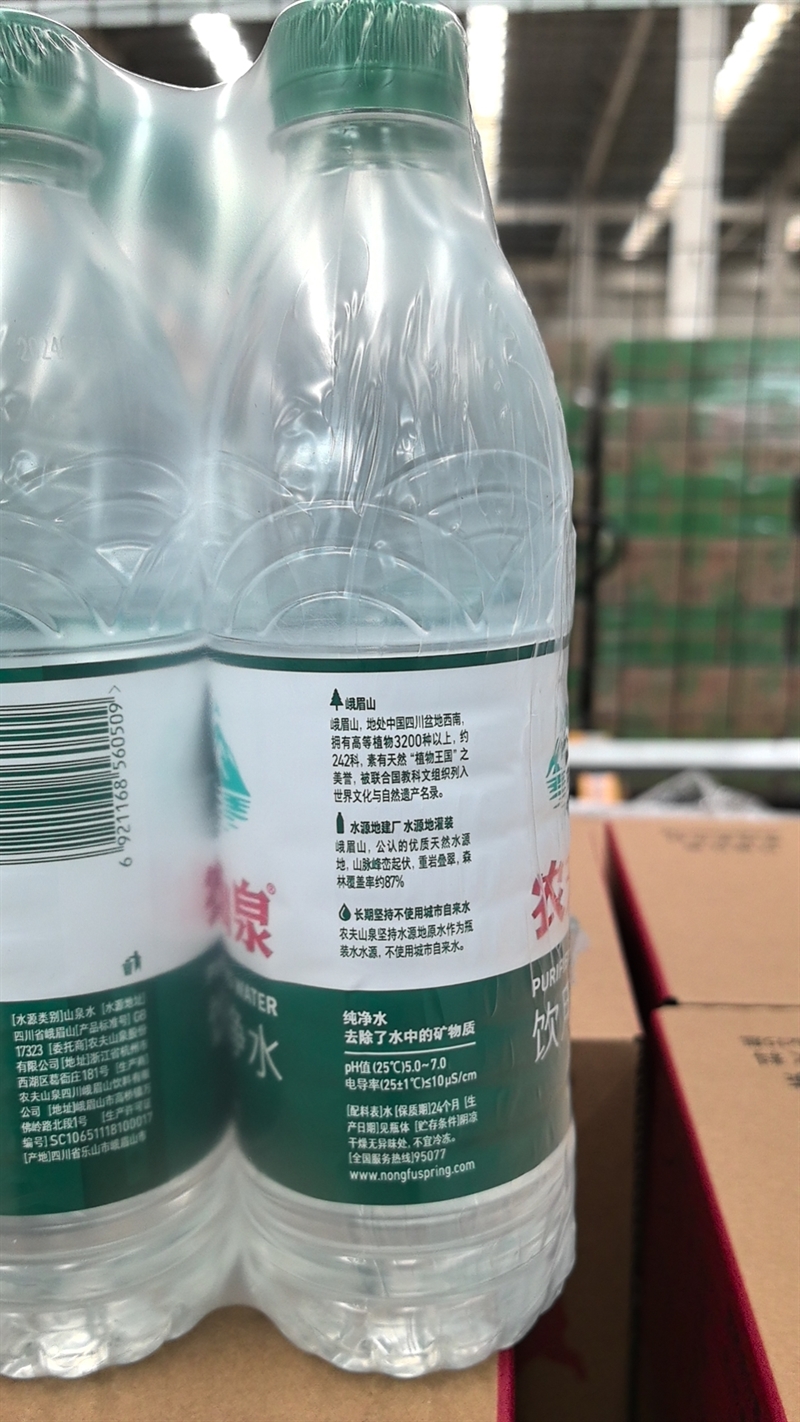 2024
6 921168 560509
[水源类别]山泉水 [水源地址]
四川省峨眉山[产品标准号] GB
17323 [委托商]农夫山泉股份
有限公司[地址]浙江省杭州市
西湖区葛衙庄181号 [生产商]
农夫山泉四川峨眉山饮料有限
公司 [地址]峨眉山市高桥镇万
佛岭路北段1号 [生产许可证
编号]SC10651118100017
[产地]四川省乐山市峨眉山市
泉®
WATER
净水
峨眉山
峨眉山，地处中国四川盆地西南，
拥有高等植物3200种以上，约
242科，素有天然“植物王国”之
美誉，被联合国教科文组织列入
世界文化与自然遗产名录。
水源地建厂 水源地灌装
峨眉山，公认的优质天然水源
地，山脉峰峦起伏，重岩叠翠，森
林覆盖率约87%
长期坚持不使用城市自来水
农夫山泉坚持水源地原水作为瓶
装水水源，不使用城市自来水。
纯净水
去除了水中的矿物质
pH值(25℃)5.0~7.0
电导率(25±1℃)≤10μS/cm
[配料表]水 [保质期]24个月 [生
产日期]见瓶体 [贮存条件]阴凉
干燥无异味处，不宜冷冻。
[全国服务热线]95077
www.nongfuspring.com
农
PURIFIE
饮